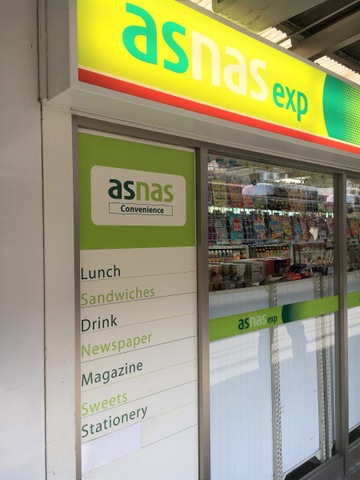 asnas exp
asnas
Convenience
Lunch
Sandwiches
Drink
Newspaper
Magazine
Sweets
Stationery
asnas exp